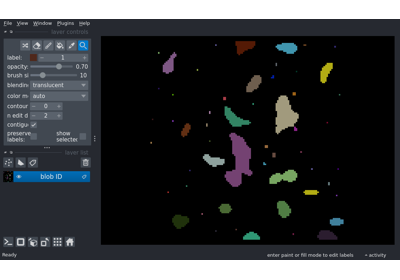 File View Window Plugins Help
layer controls
label: 1
opacity: 0.70
brush si 10
blendin translucent
color m auto
contour 0
n edit d 2
contigu
preserve labels: show selected
layer list
blob ID
Ready
enter paint or fill mode to edit labels
activity